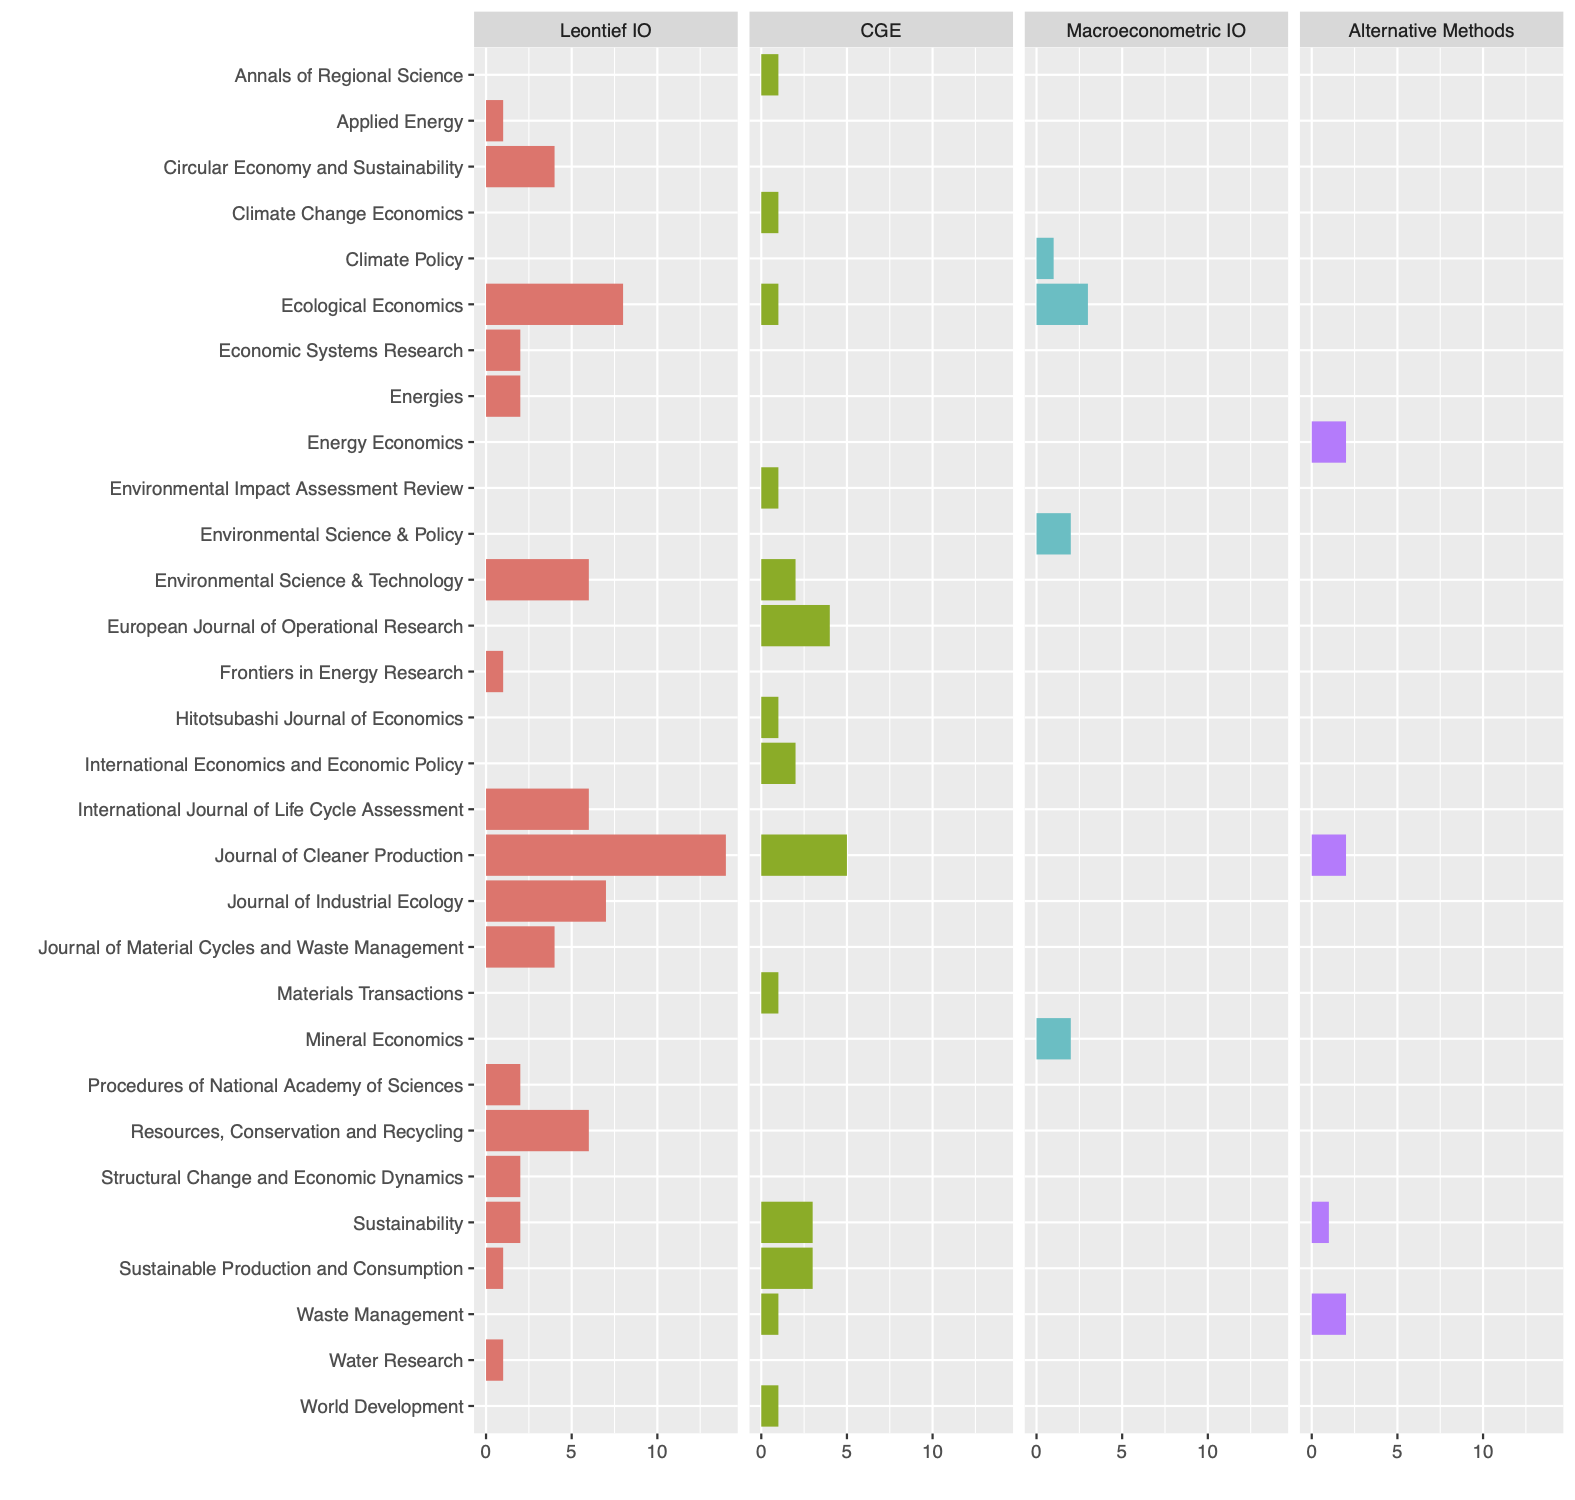 Leontief IO CGE Macroeconometric IO Alternative Methods
Annals of Regional Science
Applied Energy
Circular Economy and Sustainability
Climate Change Economics
Climate Policy
Ecological Economics
Economic Systems Research
Energies
Energy Economics
Environmental Impact Assessment Review
Environmental Science & Policy
Environmental Science & Technology
European Journal of Operational Research
Frontiers in Energy Research
Hitotsubashi Journal of Economics
International Economics and Economic Policy
International Journal of Life Cycle Assessment
Journal of Cleaner Production
Journal of Industrial Ecology
Journal of Material Cycles and Waste Management
Materials Transactions
Mineral Economics
Procedures of National Academy of Sciences
Resources, Conservation and Recycling
Structural Change and Economic Dynamics
Sustainability
Sustainable Production and Consumption
Waste Management
Water Research
World Development
0 5 10 0 5 10 0 5 10 0 5 10